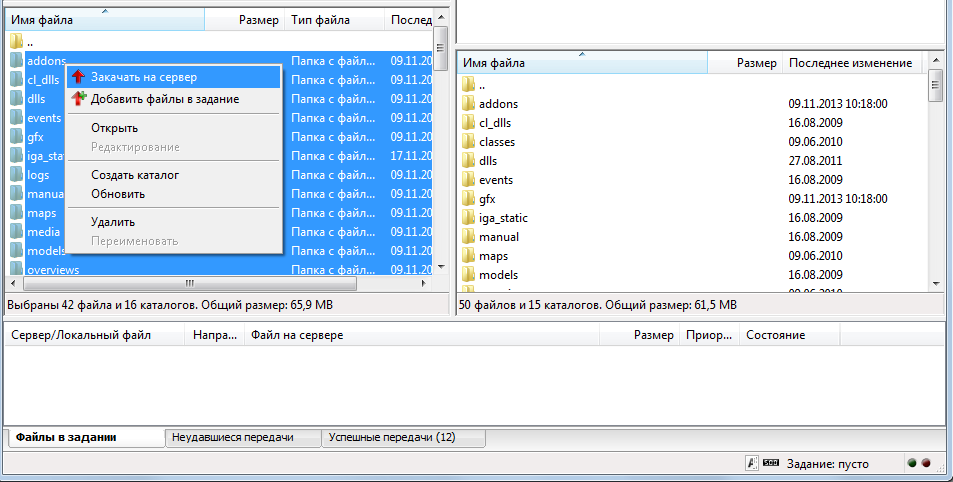 Имя файла Размер Тип файла Послед
..
addons Папка с файл... 09.11.20
cl_dlls Папка с файл... 09.11.20
dlls Папка с файл... 09.11.20
events Папка с файл... 09.11.20
gfx Папка с файл... 09.11.20
iga_sta Папка с файл... 17.11.20
logs Папка с файл... 09.11.20
manua Папка с файл... 09.11.20
maps Папка с файл... 09.11.20
media Папка с файл... 09.11.20
models Папка с файл... 09.11.20
overviews Папка с файл... 09.11.20
Закачать на сервер
Добавить файлы в задание
Открыть
Редактирование
Создать каталог
Обновить
Удалить
Переименовать
Выбраны 42 файла и 16 каталогов. Общий размер: 65,9 MB
Имя файла Размер Последнее изменение
..
addons 09.11.2013 10:18:00
cl_dlls 16.08.2009
classes 09.06.2010
dlls 27.08.2011
events 16.08.2009
gfx 09.11.2013 10:18:00
iga_static 16.08.2009
manual 16.08.2009
maps 09.06.2010
models 16.08.2009
50 файлов и 15 каталогов. Общий размер: 61,5 MB
Сервер/Локальный файл Напра... Файл на сервере Размер Приор... Состояние
Файлы в задании Неудавшиеся передачи Успешные передачи (12)
Задание: пусто